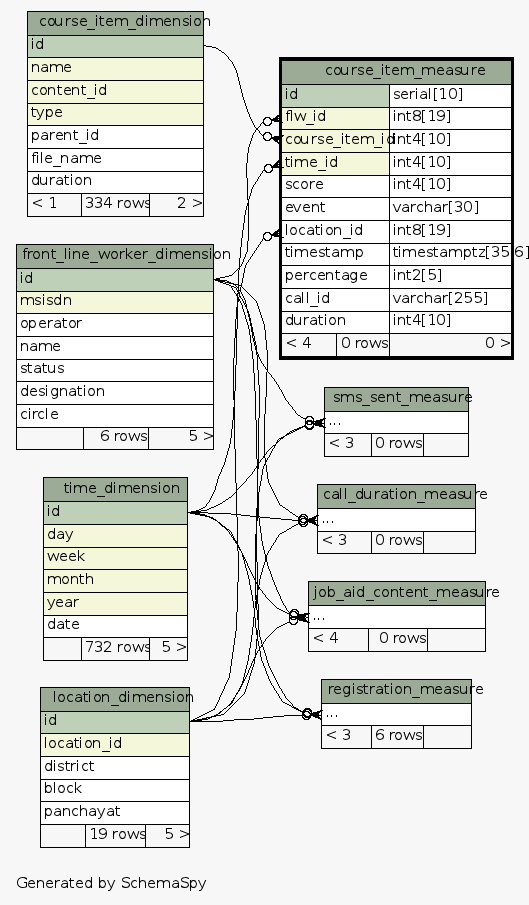 course_item_dimension
id
name
content_id
type
parent_id
file_name
duration
< 1 334 rows 2 >
course_item_measure
id serial[10]
flw_id int8[19]
course_item_id int4[10]
time_id int4[10]
score int4[10]
event varchar[30]
location_id int8[19]
timestamp timestamptz[35,6]
percentage int2[5]
call_id varchar[255]
duration int4[10]
< 4 0 rows 0 >
front_line_worker_dimension
id
msisdn
operator
name
status
designation
circle
6 rows 5 >
sms_sent_measure
...
< 3 0 rows
time_dimension
id
day
week
month
year
date
732 rows 5 >
call_duration_measure
...
< 3 0 rows
job_aid_content_measure
...
< 4 0 rows
location_dimension
id
location_id
district
block
panchayat
19 rows 5 >
registration_measure
...
< 3 6 rows
Generated by SchemaSpy